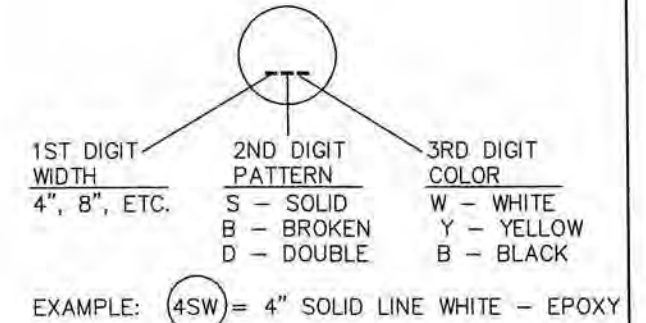 1ST DIGIT 2ND DIGIT 3RD DIGIT
WIDTH PATTERN COLOR
4", 8", ETC. S – SOLID W – WHITE
B – BROKEN Y – YELLOW
D – DOUBLE B – BLACK
EXAMPLE: 4SW = 4" SOLID LINE WHITE – EPOXY